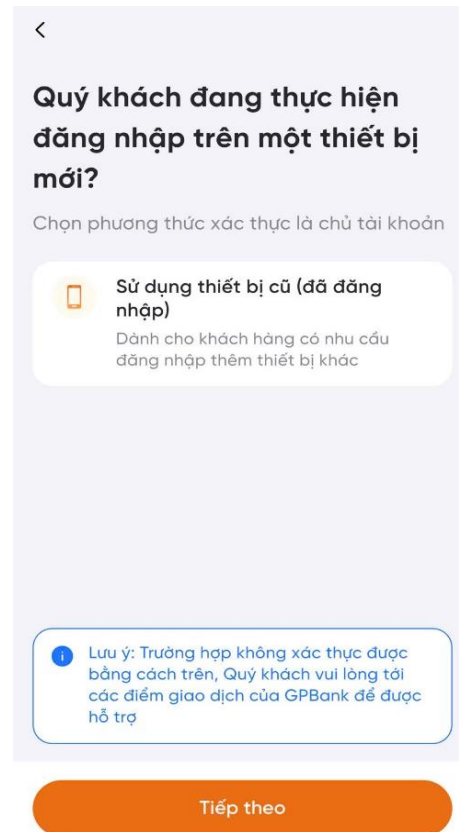 Quý khách đang thực hiện
đăng nhập trên một thiết bị
mới?
Chọn phương thức xác thực là chủ tài khoản
Sử dụng thiết bị cũ (đã đăng
nhập)
Dành cho khách hàng có nhu cầu
đăng nhập thêm thiết bị khác
Lưu ý: Trường hợp không xác thực được
bằng cách trên, Quý khách vui lòng tới
các điểm giao dịch của GPBank để được
hỗ trợ
Tiếp theo